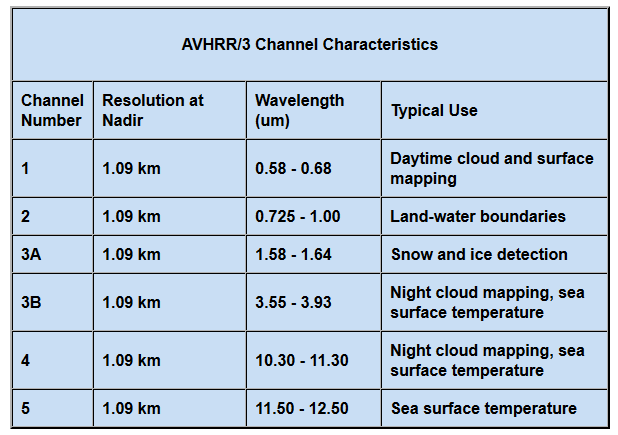 AVHRR/3 Channel Characteristics
Channel Number Resolution at Nadir Wavelength (um) Typical Use
1 1.09 km 0.58 - 0.68 Daytime cloud and surface mapping
2 1.09 km 0.725 - 1.00 Land-water boundaries
3A 1.09 km 1.58 - 1.64 Snow and ice detection
3B 1.09 km 3.55 - 3.93 Night cloud mapping, sea surface temperature
4 1.09 km 10.30 - 11.30 Night cloud mapping, sea surface temperature
5 1.09 km 11.50 - 12.50 Sea surface temperature